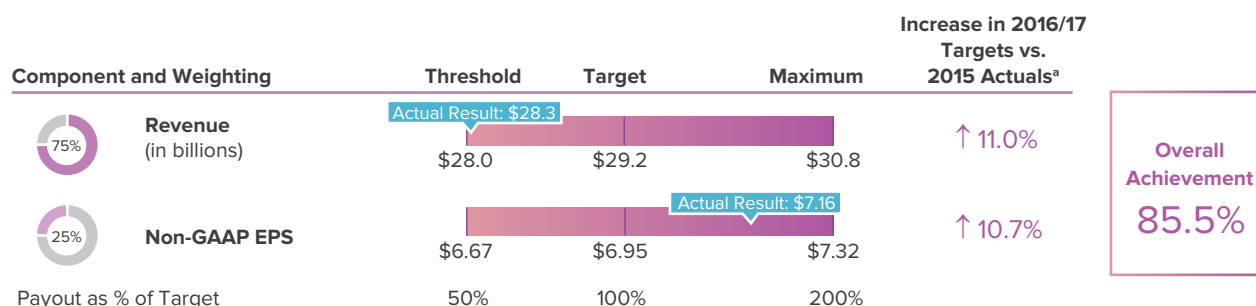 Increase in 2016/17
Targets vs.
2015 Actualsª
Component and Weighting Threshold Target Maximum
Actual Result: $28.3
75%
Revenue
(in billions)
$28.0 $29.2 $30.8
↑ 11.0%
Actual Result: $7.16
25%
Non-GAAP EPS
$6.67 $6.95 $7.32
↑ 10.7%
Payout as % of Target 50% 100% 200%
Overall
Achievement
85.5%